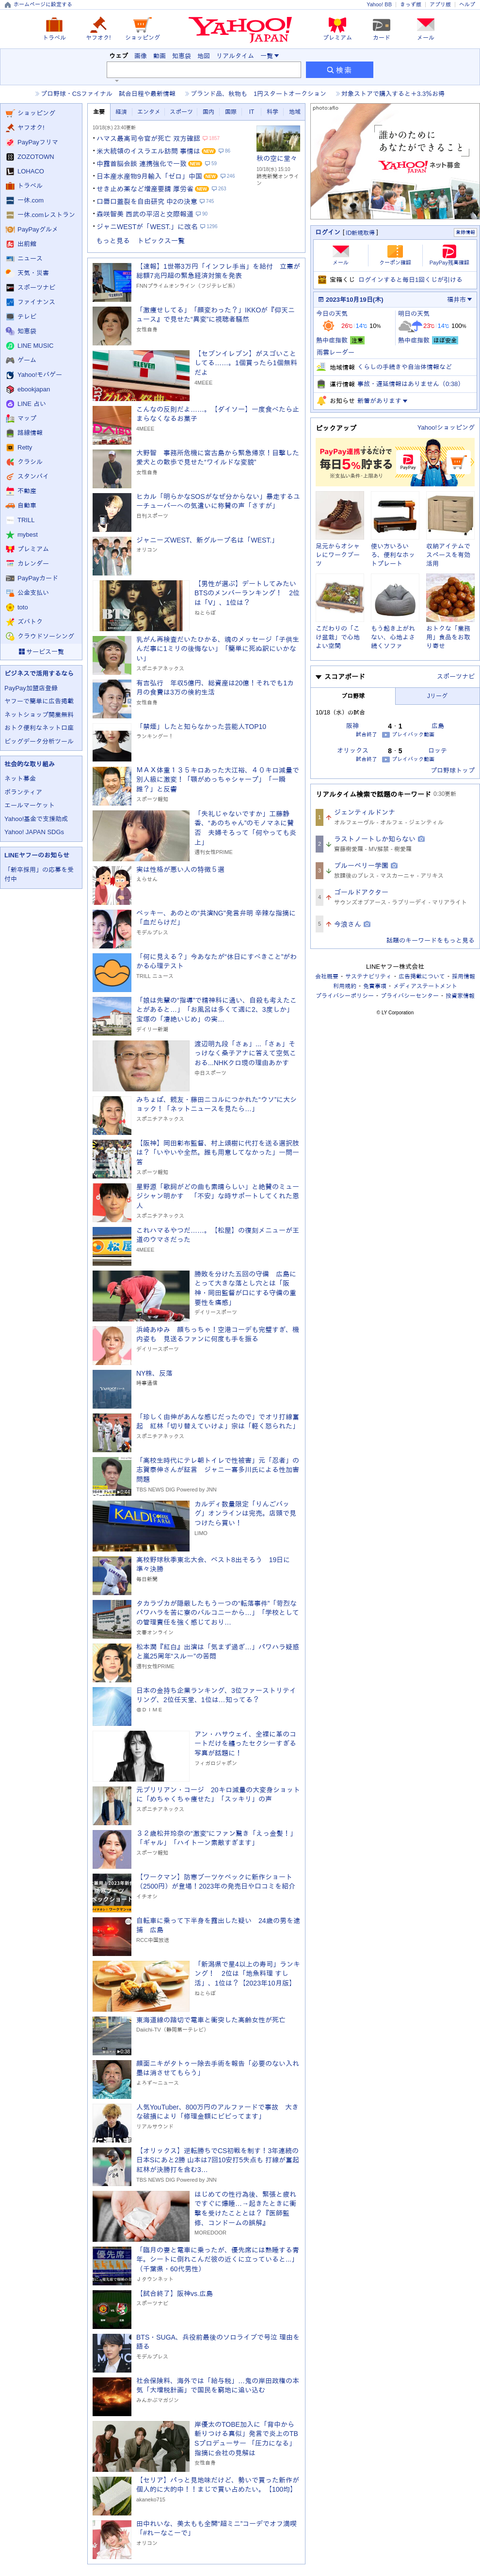 ホームページに設定する
Yahoo! BB
きっず版
アプリ版
ヘルプ
トラベル
ヤフオク!
ショッピング
YAHOO!
JAPAN
プレミアム
カード
メール
ウェブ 画像 動画 知恵袋 地図 リアルタイム 一覧
検索
プロ野球・CSファイナル 試合日程や最新情報
ブランド品、秋物も 1円スタートオークション
対象ストアで購入すると+3.3%お得
ショッピング
ヤフオク!
PayPayフリマ
ZOZOTOWN
LOHACO
トラベル
一休.com
一休.comレストラン
PayPayグルメ
出前館
ニュース
天気・災害
スポーツナビ
ファイナンス
テレビ
知恵袋
LINE MUSIC
ゲーム
Yahoo!モバゲー
ebookjapan
LINE 占い
マップ
路線情報
Retty
クラシル
スタンバイ
不動産
自動車
TRILL
mybest
プレミアム
カレンダー
PayPayカード
公金支払い
toto
ズバトク
クラウドソーシング
サービス一覧
ビジネスで活用するなら
PayPay加盟店登録
ヤフーで簡単に広告掲載
ネットショップ開業無料
おトク便利なネット口座
ビッグデータ分析ツール
社会的な取り組み
ネット募金
ボランティア
エールマーケット
Yahoo!基金で支援助成
Yahoo! JAPAN SDGs
LINEヤフーのお知らせ
「新卒採用」の応募を受付中
主要 経済 エンタメ スポーツ 国内 国際 IT 科学 地域
10/18(水) 23:40更新
ハマス最高司令官が死亡 双方確認
米大統領のイスラエル訪問 事情は NEW 86
中露首脳会談 連携強化で一致 NEW 59
日本産水産物9月輸入「ゼロ」中国 NEW 246
せき止め薬など増産要請 厚労省 NEW 263
口唇口蓋裂を自由研究 中2の決意 745
森咲智美 西武の平沼と交際報道 90
ジャニWESTが「WEST.」に改名 1286
もっと見る トピックス一覧
秋の空に堂々
10/18(水) 15:10
読売新聞オンライン
【速報】1世帯3万円「インフレ手当」を給付 立憲が総額7兆円超の緊急経済対策を発表
FNNプライムオンライン（フジテレビ系）
「激痩せしてる」「顔変わった？」IKKOが『仰天ニュース』で見せた“異変”に視聴者騒然
女性自身
【セブンイレブン】がスゴいことしてる……。1個買ったら1個無料だよ
4MEEE
こんなの反則だよ……。【ダイソー】一度食べたら止まらなくなるお菓子
4MEEE
大野智 事務所危機に宮古島から緊急帰京！目撃した愛犬との散歩で見せた“ワイルドな変貌”
女性自身
ヒカル「明らかなSOSがなぜ分からない」暴走するユーチューバーへの気遣いに称賛の声「さすが」
日刊スポーツ
ジャニーズWEST、新グループ名は「WEST.」
オリコン
【男性が選ぶ】デートしてみたいBTSのメンバーランキング！ 2位は「V」、1位は？
ねとらぼ
乳がん再検査だいたひかる、魂のメッセージ「子供生んだ事に1ミリの後悔ない」「簡単に死ぬ訳にいかない」
スポニチアネックス
有吉弘行 年収5億円、総資産は20億！それでも1カ月の食費は3万の倹約生活
女性自身
「禁煙」したと知らなかった芸能人TOP10
ランキングー！
ＭＡＸ体重１３５キロあった大江裕、４０キロ減量で別人級に激変！「顎がめっちゃシャープ」「一瞬誰？」と反響
スポーツ報知
「失礼じゃないですか」工藤静香、“あのちゃん”のモノマネに賛否 夫婦そろって「何やっても炎上」
週刊女性PRIME
実は性格が悪い人の特徴５選
えらせん
ベッキー、あのとの“共演NG”発言弁明 辛辣な指摘に「血だらけだ」
モデルプレス
「何に見える？」今あなたが“休日にすべきこと”がわかる心理テスト
TRILL ニュース
「娘は先輩の“指導”で精神科に通い、自殺も考えたことがあると…」「お風呂は多くて週に2、3度しか」 宝塚の「凄絶いじめ」の実…
デイリー新潮
渡辺明九段「さぁ」…「さぁ」そっけなく桑子アナに答えて空気こおる…NHKクロ現の理由あかす
中日スポーツ
みちょぱ、親友・藤田ニコルにつかれた“ウソ”に大ショック！「ネットニュースを見たら…」
スポニチアネックス
【阪神】岡田彰布監督、村上頌樹に代打を送る選択肢は？「いやいや全然。誰も用意してなかった」一問一答
スポーツ報知
星野源「歌詞がどの曲も素晴らしい」と絶賛のミュージシャン明かす 「不安」な時サポートしてくれた恩人
スポニチアネックス
これハマるやつだ……。【松屋】の復刻メニューが王道のウマさだった
4MEEE
勝敗を分けた五回の守備 広島にとって大きな落とし穴とは「阪神・岡田監督が口にする守備の重要性を痛感」
デイリースポーツ
浜崎あゆみ 顔ちっちゃ！空港コーデも完璧すぎ、機内姿も 見送るファンに何度も手を振る
デイリースポーツ
NY株、反落
時事通信
「珍しく由伸があんな感じだったので」でオリ打線奮起 紅林「切り替えていけよ」宗は「軽く怒られた」
スポニチアネックス
「高校生時代にテレ朝トイレで性被害」元「忍者」の志賀泰伸さんが証言 ジャニー喜多川氏による性加害問題
TBS NEWS DIG Powered by JNN
カルディ数量限定「りんごバッグ」オンラインは完売。店頭で見つけたら買い！
LIMO
高校野球秋季東北大会、ベスト8出そろう 19日に準々決勝
毎日新聞
タカラヅカが隠蔽したもう一つの“転落事件”「苛烈なパワハラを苦に寮のバルコニーから…」「学校としての管理責任を強く感じており…
文春オンライン
松本潤『紅白』出演は「気まず過ぎ…」パワハラ疑惑と嵐25周年“スルー”の苦悶
週刊女性PRIME
日本の金持ち企業ランキング、3位ファーストリテイリング、2位任天堂、1位は…知ってる？
＠ＤＩＭＥ
アン・ハサウェイ、全裸に革のコートだけを纏ったセクシーすぎる写真が話題に！
フィガロジャポン
元ブリリアン・コージ 20キロ減量の大変身ショットに「めちゃくちゃ痩せた」「スッキリ」の声
スポニチアネックス
３２歳松井玲奈の“激変”にファン驚き「えっ金髪！」「ギャル」「ハイトーン素敵すぎます」
スポーツ報知
【ワークマン】防寒ブーツケベックに新作ショート（2500円）が登場！2023年の発売日や口コミを紹介
イチオシ
自転車に乗って下半身を露出した疑い 24歳の男を逮捕 広島
RCC中国放送
「新潟県で星4以上の寿司」ランキング！ 2位は「地魚料理 すし活」、1位は？【2023年10月版】
ねとらぼ
東海道線の踏切で電車と衝突した高齢女性が死亡
Daiichi-TV（静岡第一テレビ）
顔面ニキがタトゥー除去手術を報告「必要のない入れ墨は消させてもらう」
よろず〜ニュース
人気YouTuber、800万円のアルファードで事故 大きな破損により「修理金額にビビってます」
リアルサウンド
【オリックス】逆転勝ちでCS初戦を制す！3年連続の日本Sにあと2勝 山本は7回10安打5失点も 打線が奮起 紅林が決勝打を含む3…
TBS NEWS DIG Powered by JNN
はじめての性行為後、緊張と疲れですぐに爆睡…→起きたときに衝撃を受けたこととは？『医師監修、コンドームの誤解』
MOREDOOR
「臨月の妻と電車に乗ったが、優先席には熟睡する青年。シートに倒れこんだ彼の近くに立っていると…」（千葉県・60代男性）
Ｊタウンネット
【試合終了】阪神vs.広島
スポーツナビ
BTS・SUGA、兵役前最後のソロライブで号泣 理由を語る
モデルプレス
社会保険料、海外では「給与税」…鬼の岸田政権の本気「大増税計画」で国民を窮地に追い込む
みんかぶマガジン
岸優太のTOBE加入に「背中から斬りつける真似」発言で炎上のTBSプロデューサー 「圧力になる」指摘に会社の見解は
女性自身
【セリア】パっと見地味だけど、勢いで買った新作が個人的に大的中！！まじで買い占めたい。【100均】
akaneko715
田中れいな、美太もも全開“超ミニ”コーデでオフ満喫「#れーなこーで」
オリコン
photo:aflo
誰かのために
あなたができること
YAHOO! JAPAN ネット募金
ログイン [ID新規取得]
登録情報
メール
クーポン確認
PayPay残高確認
宝箱くじ ログインすると毎日1回くじが引ける
2023年10月19日(木)
福井市
今日の天気
26℃ 14℃ 10%
明日の天気
23℃ 14℃ 100%
熱中症指数 注意
熱中症指数 ほぼ安全
雨雲レーダー
地域情報 くらしの手続きや自治体情報など
運行情報 事故・遅延情報はありません（0:38）
お知らせ 新着があります
ピックアップ
Yahoo!ショッピング
PayPay連携するだけで
毎日5%貯まる
※支払い条件・上限あり
PayPay
足元からオシャレにワークブーツ
使い方いろいろ、便利なホットプレート
収納アイテムでスペースを有効活用
こだわりの「こけ盆栽」で心地よい空間
もう起き上がれない、心地よさ続くソファ
おトクな「業務用」食品をお取り寄せ
スコアボード
スポーツナビ
プロ野球
Jリーグ
10/18（水）の試合
阪神 4 - 1 広島
試合終了 プレイバック動画
オリックス 8 - 5 ロッテ
試合終了 プレイバック動画
プロ野球トップ
リアルタイム検索で話題のキーワード 0:30更新
1 ジェンティルドンナ
オルフェーヴル - オルフェ - ジェンティル
2 ラストノートしか知らない
齋藤樹愛羅 - MV解禁 - 樹愛羅
3 ブルーベリー学園
放課後のブレス - マスカーニャ - アリキス
4 ゴールドアクター
サウンズオブアース - ラブリーデイ - マリアライト
5 今浪さん
話題のキーワードをもっと見る
LINEヤフー株式会社
会社概要 - サステナビリティ - 広告掲載について - 採用情報
利用規約 - 免責事項 - メディアステートメント
プライバシーポリシー - プライバシーセンター - 投資家情報
© LY Corporation